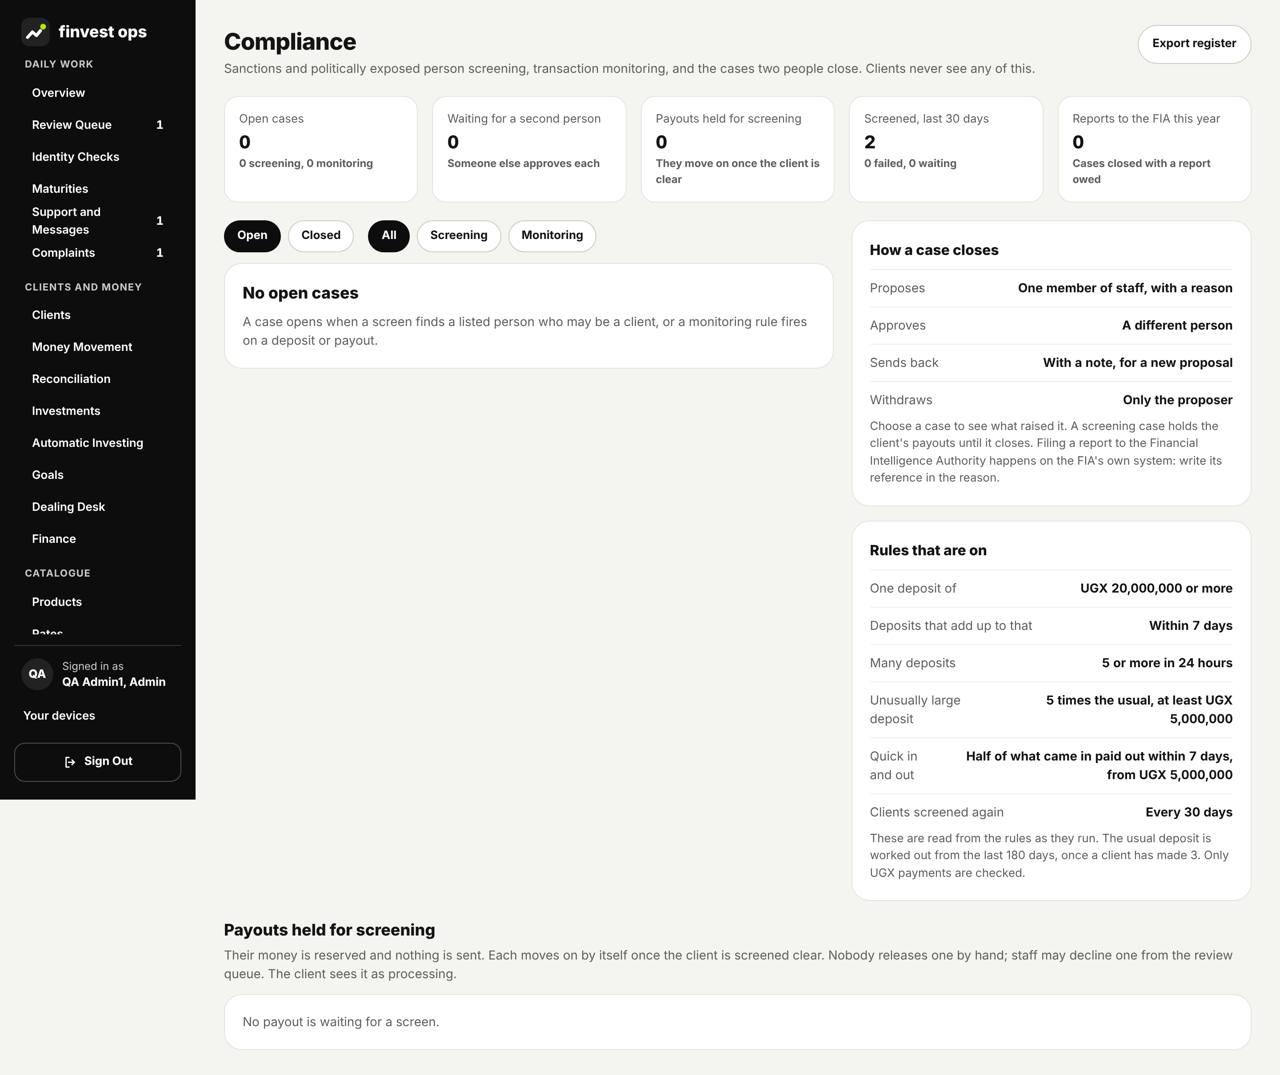 finvest ops
DAILY WORK
Overview
Review Queue 1
Identity Checks
Maturities
Support and
Messages 1
Complaints 1
CLIENTS AND MONEY
Clients
Money Movement
Reconciliation
Investments
Automatic Investing
Goals
Dealing Desk
Finance
CATALOGUE
Products
Rates
QA
Signed in as
QA Admin1, Admin
Your devices
Sign Out
Compliance
Sanctions and politically exposed person screening, transaction monitoring, and the cases two people close. Clients never see any of this.
Export register
Open cases
0
0 screening, 0 monitoring
Waiting for a second person
0
Someone else approves each
Payouts held for screening
0
They move on once the client is
clear
Screened, last 30 days
2
0 failed, 0 waiting
Reports to the FIA this year
0
Cases closed with a report
owed
Open Closed All Screening Monitoring
No open cases
A case opens when a screen finds a listed person who may be a client, or a monitoring rule fires
on a deposit or payout.
How a case closes
Proposes One member of staff, with a reason
Approves A different person
Sends back With a note, for a new proposal
Withdraws Only the proposer
Choose a case to see what raised it. A screening case holds the
client's payouts until it closes. Filing a report to the Financial
Intelligence Authority happens on the FIA's own system: write its
reference in the reason.
Rules that are on
One deposit of UGX 20,000,000 or more
Deposits that add up to that Within 7 days
Many deposits 5 or more in 24 hours
Unusually large 5 times the usual, at least UGX
deposit 5,000,000
Quick in Half of what came in paid out within 7 days,
and out from UGX 5,000,000
Clients screened again Every 30 days
These are read from the rules as they run. The usual deposit is
worked out from the last 180 days, once a client has made 3. Only
UGX payments are checked.
Payouts held for screening
Their money is reserved and nothing is sent. Each moves on by itself once the client is screened clear. Nobody releases one by hand; staff may decline one from the review
queue. The client sees it as processing.
No payout is waiting for a screen.